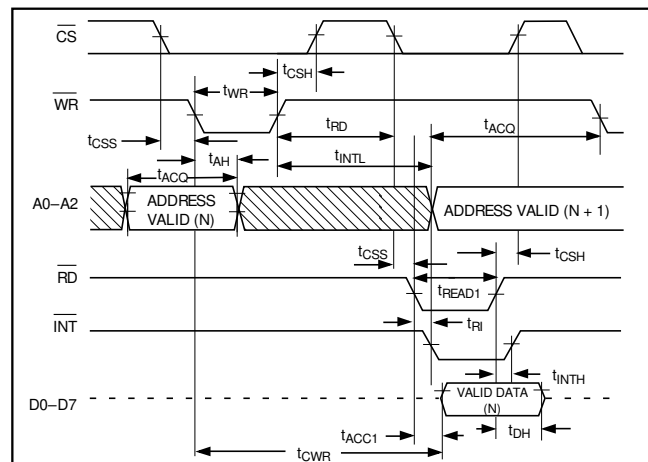 CS
tCSH
tWR
WR
tRD
tACQ
tCSS
tAH
tINTL
tACQ
A0–A2
ADDRESS
VALID (N)
ADDRESS VALID (N + 1)
tCSS
tCSH
RD
tREAD1
tRI
INT
tINTH
VALID DATA
(N)
D0–D7
tACC1
tDH
tCWR